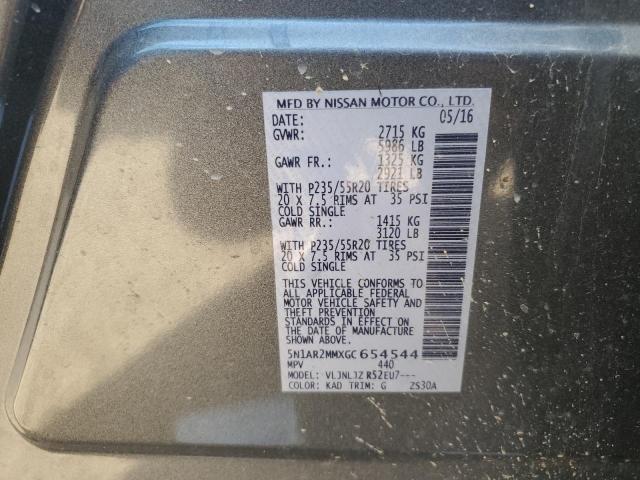 MFD BY NISSAN MOTOR CO., LTD.
DATE: 05/16
GVWR: 2715 KG
5986 LB
GAWR FR.: 1325 KG
2921 LB
WITH P235/55R20 TIRES
20 X 7.5 RIMS AT 35 PSI
COLD SINGLE
GAWR RR.: 1415 KG
3120 LB
WITH P235/55R20 TIRES
20 X 7.5 RIMS AT 35 PSI
COLD SINGLE
THIS VEHICLE CONFORMS TO
ALL APPLICABLE FEDERAL
MOTOR VEHICLE SAFETY AND
THEFT PREVENTION
STANDARDS IN EFFECT ON
THE DATE OF MANUFACTURE
SHOWN ABOVE.
5N1AR2MMXGC654544
MPV 440
MODEL: VLJNLJZ R52EU7---
COLOR: KAD TRIM: G ZS30A